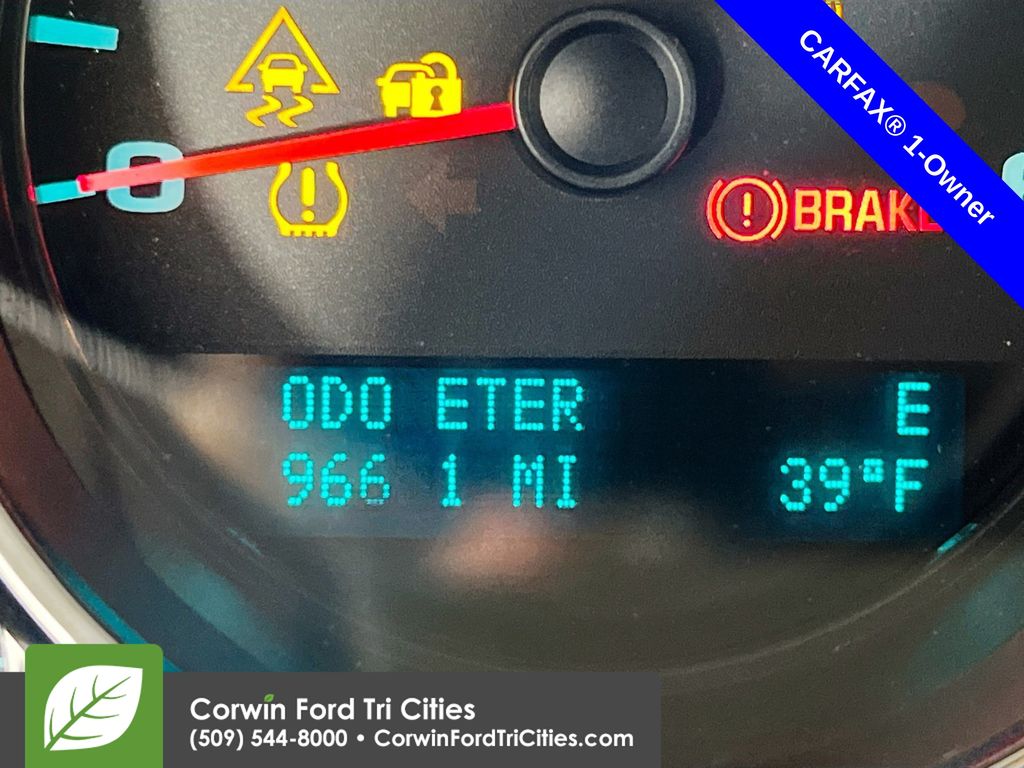 CARFAX® 1-Owner
0
BRAKE
ODO ETER E
966 1 MI 39°F
Corwin Ford Tri Cities
(509) 544-8000 • CorwinFordTriCities.com